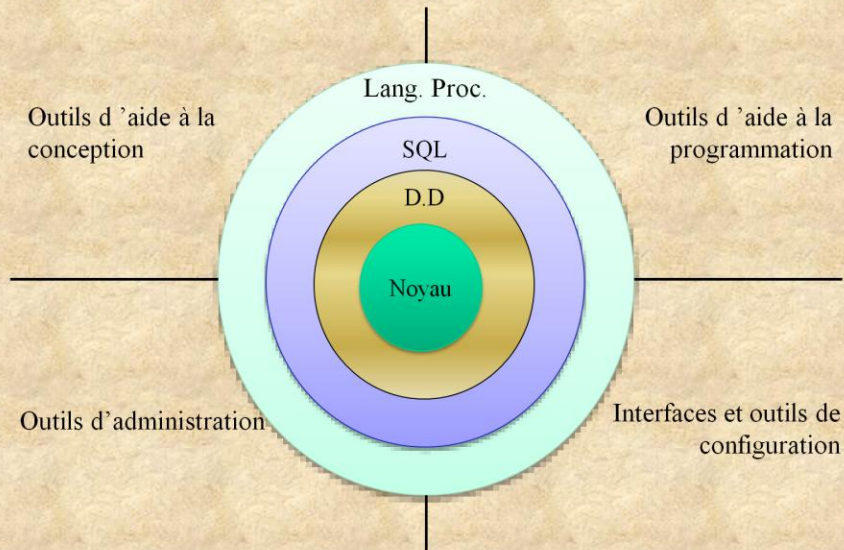 Lang. Proc.
Outils d ’aide à la
conception
Outils d ’aide à la
programmation
SQL
D.D
Noyau
Outils d’administration
Interfaces et outils de
configuration